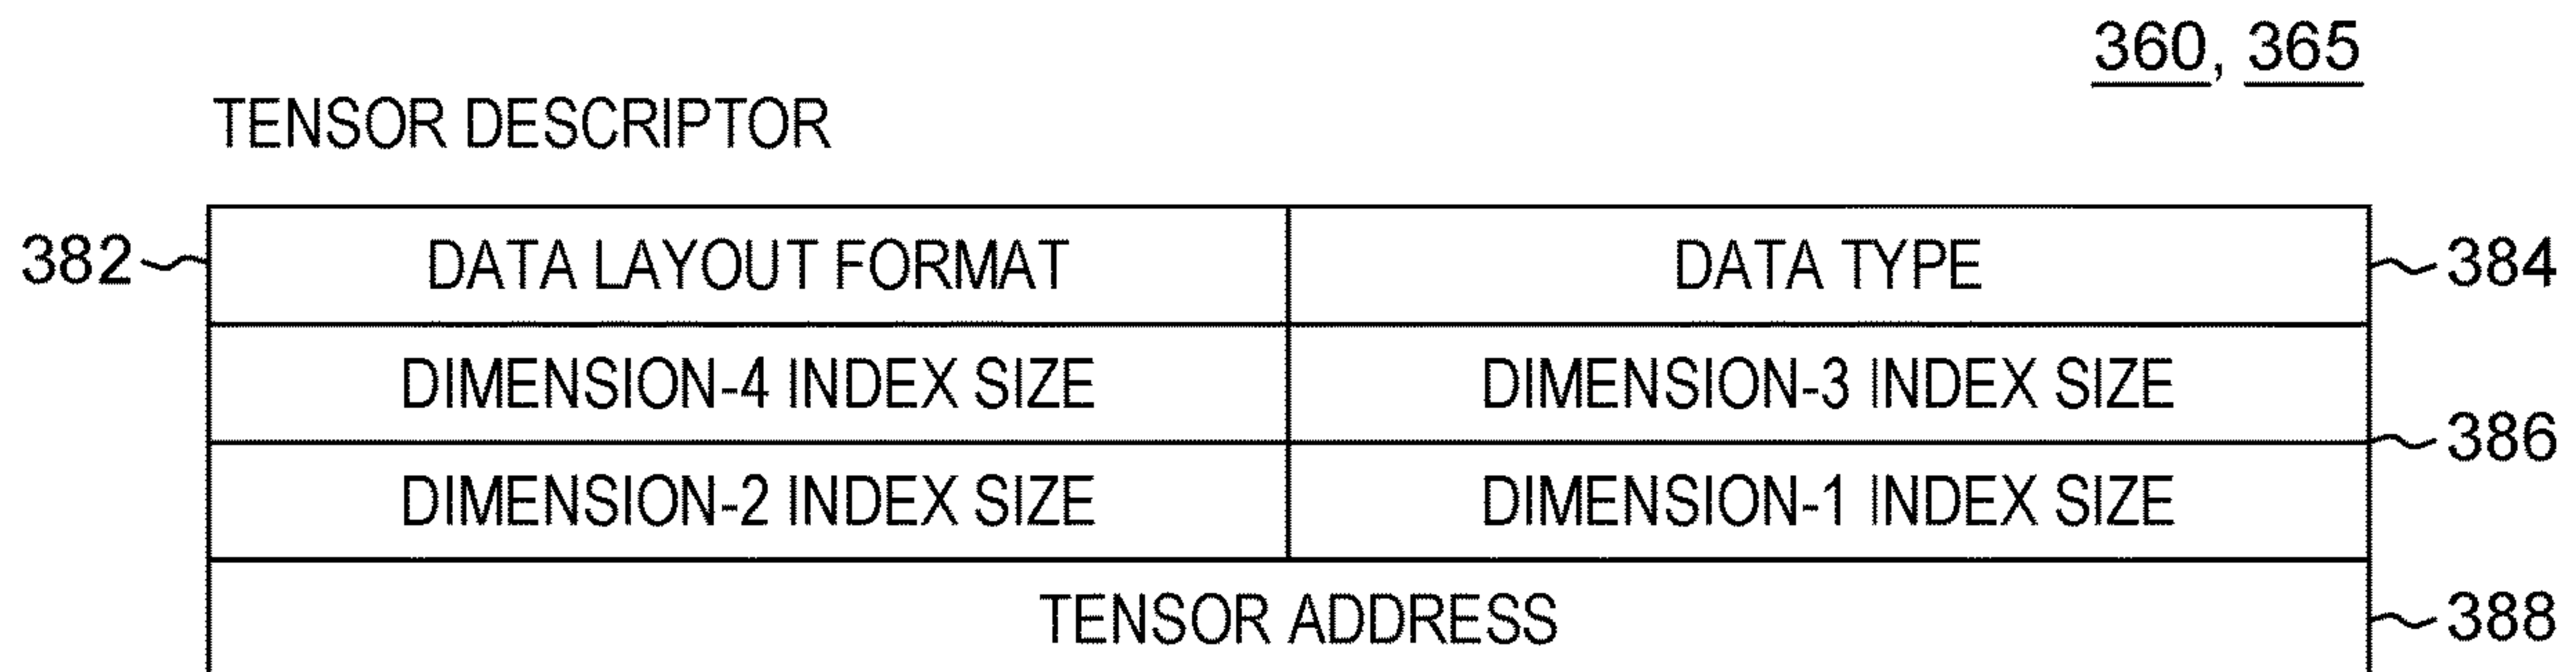 360, 365
TENSOR DESCRIPTOR
382 DATA LAYOUT FORMAT DATA TYPE 384
DIMENSION-4 INDEX SIZE DIMENSION-3 INDEX SIZE
386
DIMENSION-2 INDEX SIZE DIMENSION-1 INDEX SIZE
TENSOR ADDRESS 388